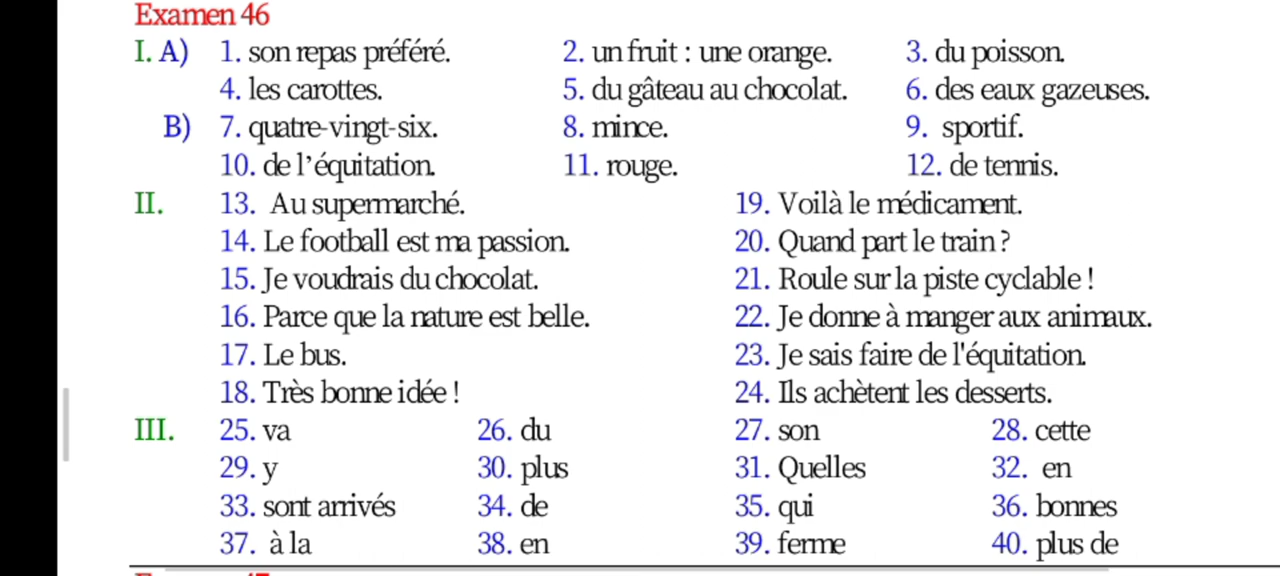 Examen 46
I. A) 1. son repas préféré. 2. un fruit : une orange. 3. du poisson.
4. les carottes. 5. du gâteau au chocolat. 6. des eaux gazeuses.
B) 7. quatre-vingt-six. 8. mince. 9. sportif.
10. de l’équitation. 11. rouge. 12. de tennis.
II. 13. Au supermarché. 19. Voilà le médicament.
14. Le football est ma passion. 20. Quand part le train ?
15. Je voudrais du chocolat. 21. Roule sur la piste cyclable !
16. Parce que la nature est belle. 22. Je donne à manger aux animaux.
17. Le bus. 23. Je sais faire de l'équitation.
18. Très bonne idée ! 24. Ils achètent les desserts.
III. 25. va 26. du 27. son 28. cette
29. y 30. plus 31. Quelles 32. en
33. sont arrivés 34. de 35. qui 36. bonnes
37. à la 38. en 39. ferme 40. plus de